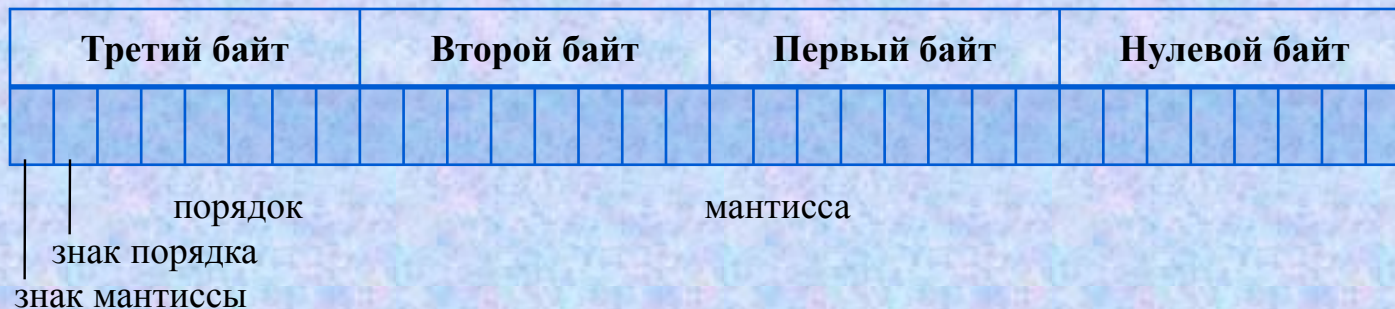 Третий байт Второй байт Первый байт Нулевой байт
порядок мантисса
знак порядка
знак мантиссы